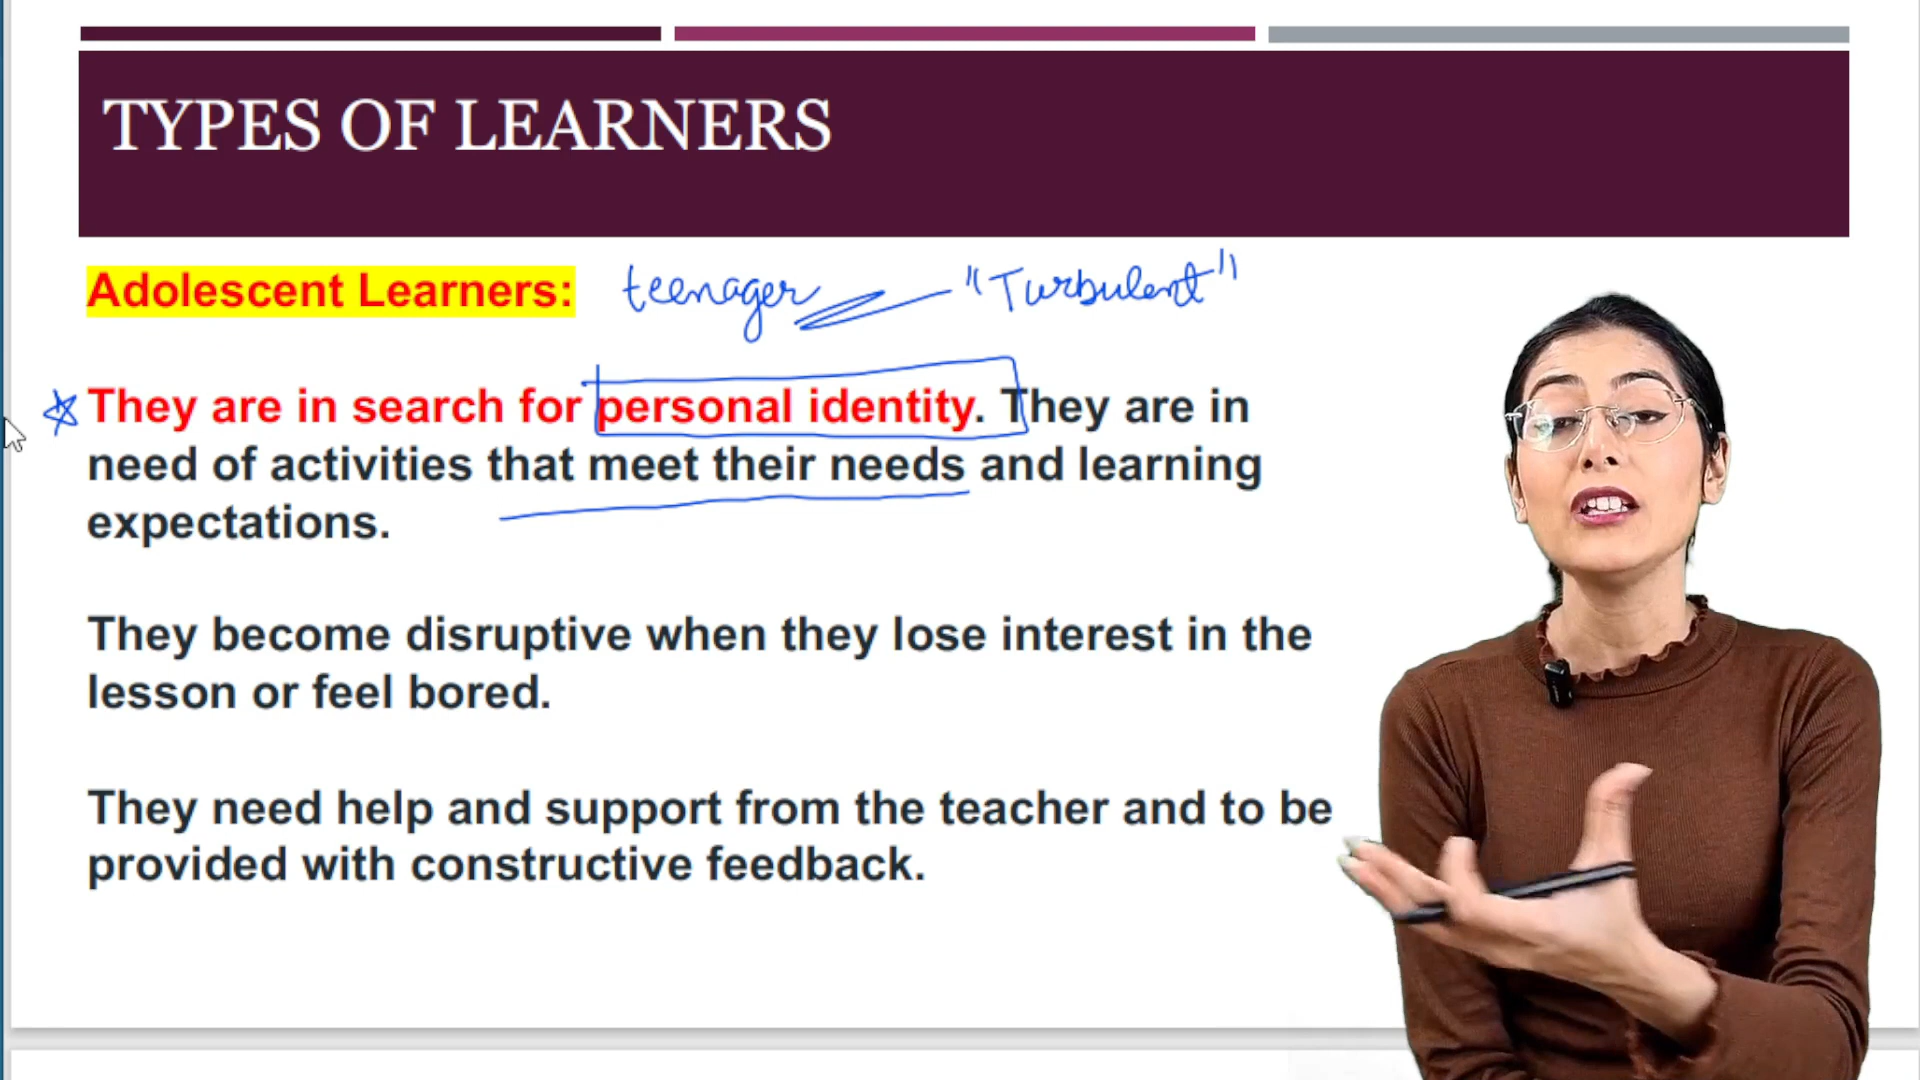 TYPES OF LEARNERS
Adolescent Learners: teenager "Turbulent"
They are in search for personal identity. They are in
need of activities that meet their needs and learning
expectations.
They become disruptive when they lose interest in the
lesson or feel bored.
They need help and support from the teacher and to be
provided with constructive feedback.